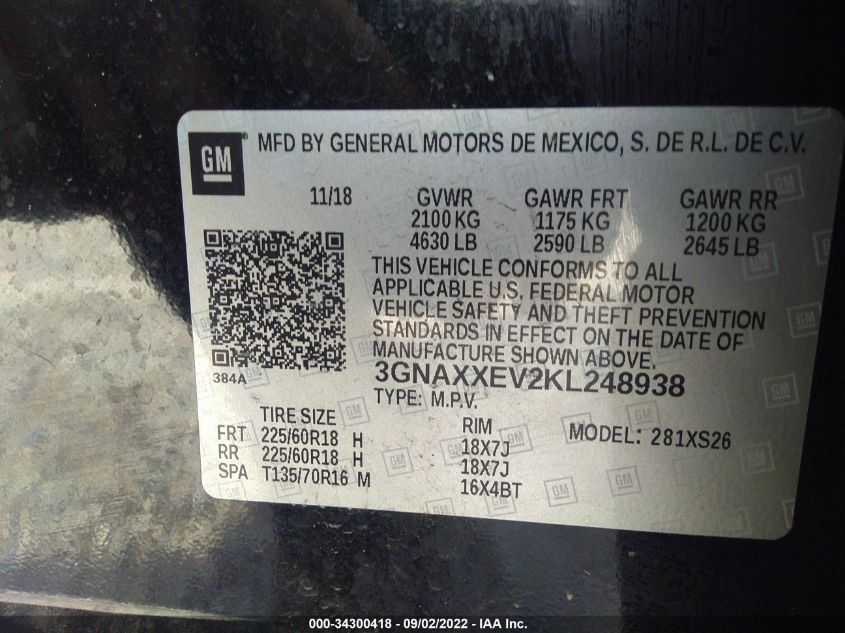 GM
MFD BY GENERAL MOTORS DE MEXICO, S. DE R.L. DE C.V.
11/18 GVWR GAWR FRT GAWR RR
2100 KG 1175 KG 1200 KG
4630 LB 2590 LB 2645 LB
THIS VEHICLE CONFORMS TO ALL
APPLICABLE U.S. FEDERAL MOTOR
VEHICLE SAFETY AND THEFT PREVENTION
STANDARDS IN EFFECT ON THE DATE OF
MANUFACTURE SHOWN ABOVE.
384A
3GNAXXEV2KL248938
TYPE: M.P.V.
TIRE SIZE RIM MODEL: 281XS26
FRT 225/60R18 H 18X7J
RR 225/60R18 H 18X7J
SPA T135/70R16 M 16X4BT
000-34300418 - 09/02/2022 - IAA Inc.